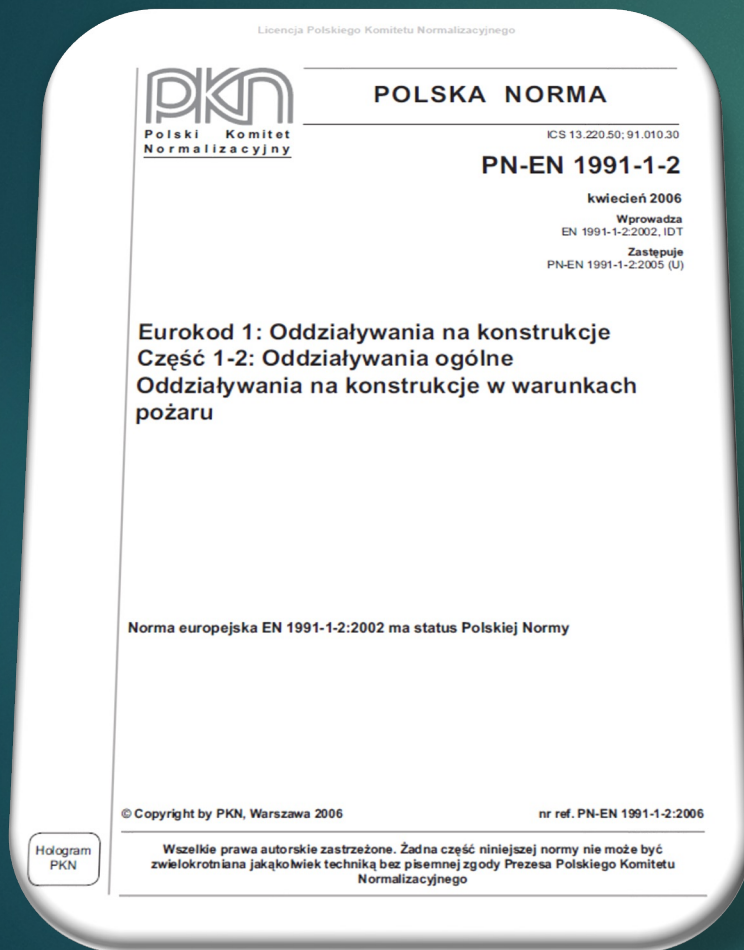 Licencja Polskiego Komitetu Normalizacyjnego
PKN
Polski Komitet
Normalizacyjny
POLSKA NORMA
ICS 13.220.50; 91.010.30
PN-EN 1991-1-2
kwiecień 2006
Wprowadza
EN 1991-1-2:2002, IDT
Zastępuje
PN-EN 1991-1-2:2005 (U)
Eurokod 1: Oddziaływania na konstrukcje
Część 1-2: Oddziaływania ogólne
Oddziaływania na konstrukcje w warunkach
pożaru
Norma europejska EN 1991-1-2:2002 ma status Polskiej Normy
© Copyright by PKN, Warszawa 2006
nr ref. PN-EN 1991-1-2:2006
Hologram
PKN
Wszelkie prawa autorskie zastrzeżone. Żadna część niniejszej normy nie może być
zwielokrotniana jakąkolwiek techniką bez pisemnej zgody Prezesa Polskiego Komitetu
Normalizacyjnego